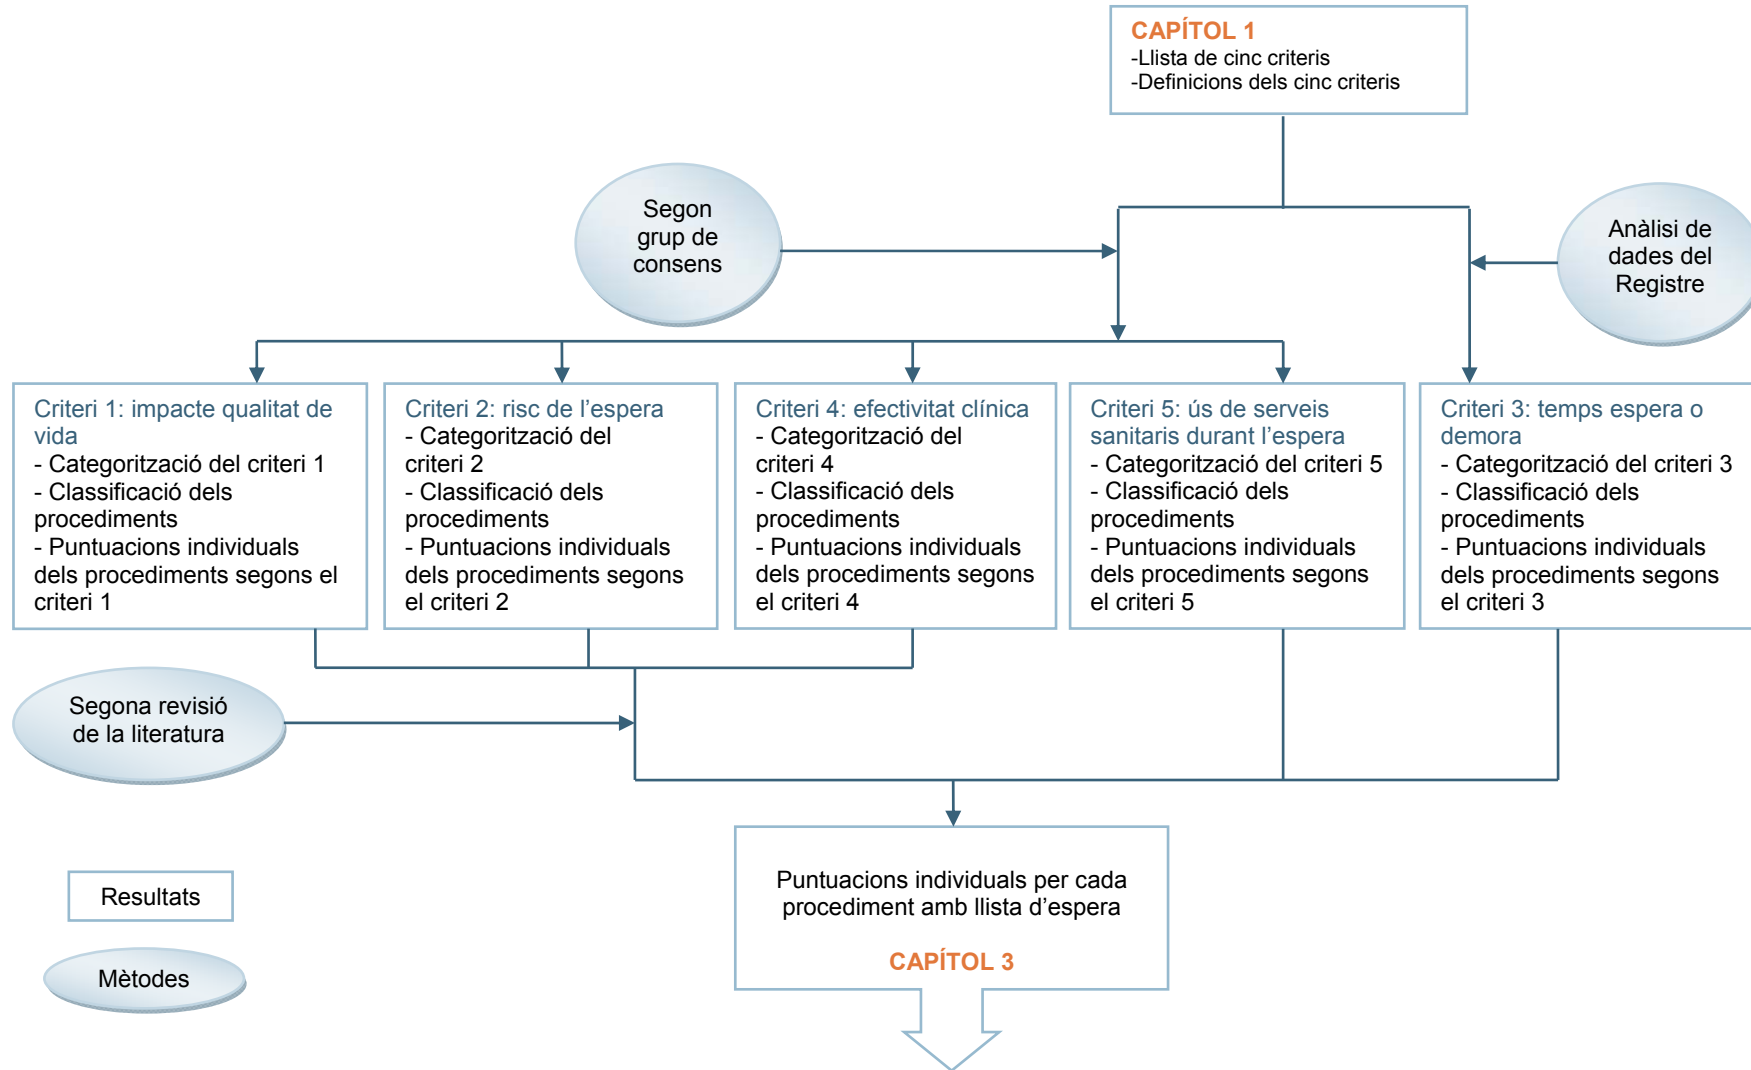 CAPÍTOL 1
-Llista de cinc criteris
-Definicions dels cinc criteris
Segon
grup de
consens
Anàlisi de
dades del
Registre
Criteri 1: impacte qualitat de
vida
- Categorització del criteri 1
- Classificació dels
procediments
- Puntuacions individuals
dels procediments segons el
criteri 1
Criteri 2: risc de l’espera
- Categorització del
criteri 2
- Classificació dels
procediments
- Puntuacions individuals
dels procediments segons
el criteri 2
Criteri 4: efectivitat clínica
- Categorització del
criteri 4
- Classificació dels
procediments
- Puntuacions individuals
dels procediments segons
el criteri 4
Criteri 5: ús de serveis
sanitaris durant l’espera
- Categorització del criteri 5
- Classificació dels
procediments
- Puntuacions individuals
dels procediments segons
el criteri 5
Criteri 3: temps espera o
demora
- Categorització del criteri 3
- Classificació dels
procediments
- Puntuacions individuals
dels procediments segons
el criteri 3
Segona revisió
de la literatura
Puntuacions individuals per cada
procediment amb llista d’espera
CAPÍTOL 3
Resultats
Mètodes